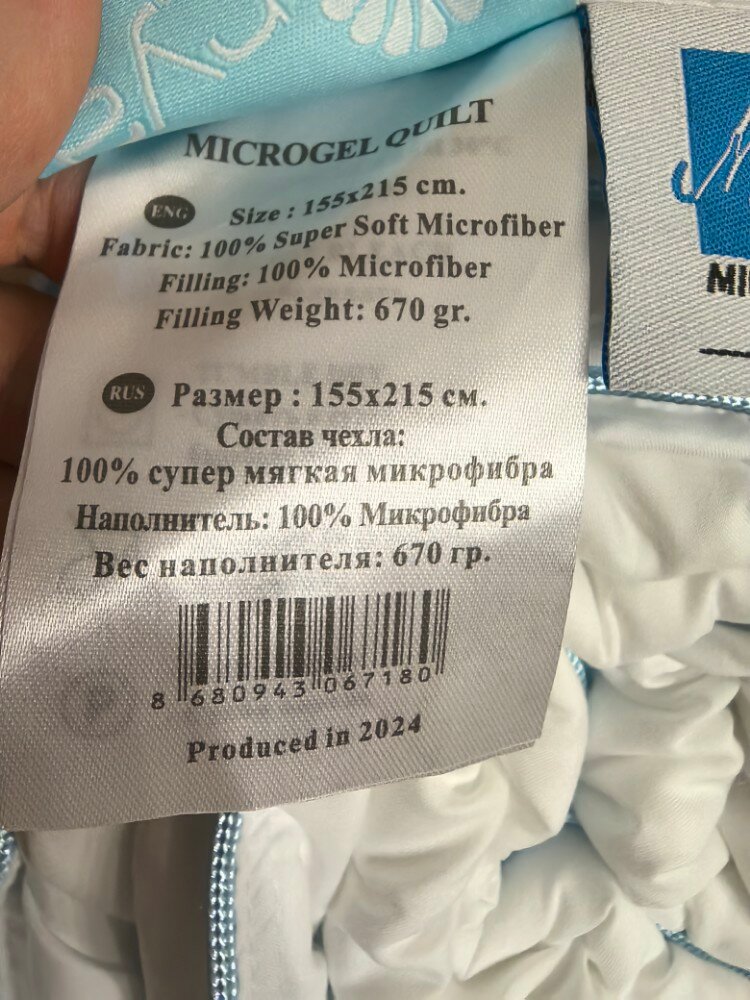 MICROGEL QUILT
ENG
Size : 155x215 cm.
Fabric: 100% Super Soft Microfiber
Filling: 100% Microfiber
Filling Weight: 670 gr.
RUS
Размер : 155x215 см.
Состав чехла:
100% супер мягкая микрофибра
Наполнитель: 100% Микрофибра
Вес наполнителя: 670 гр.
8 680943 067180
Produced in 2024